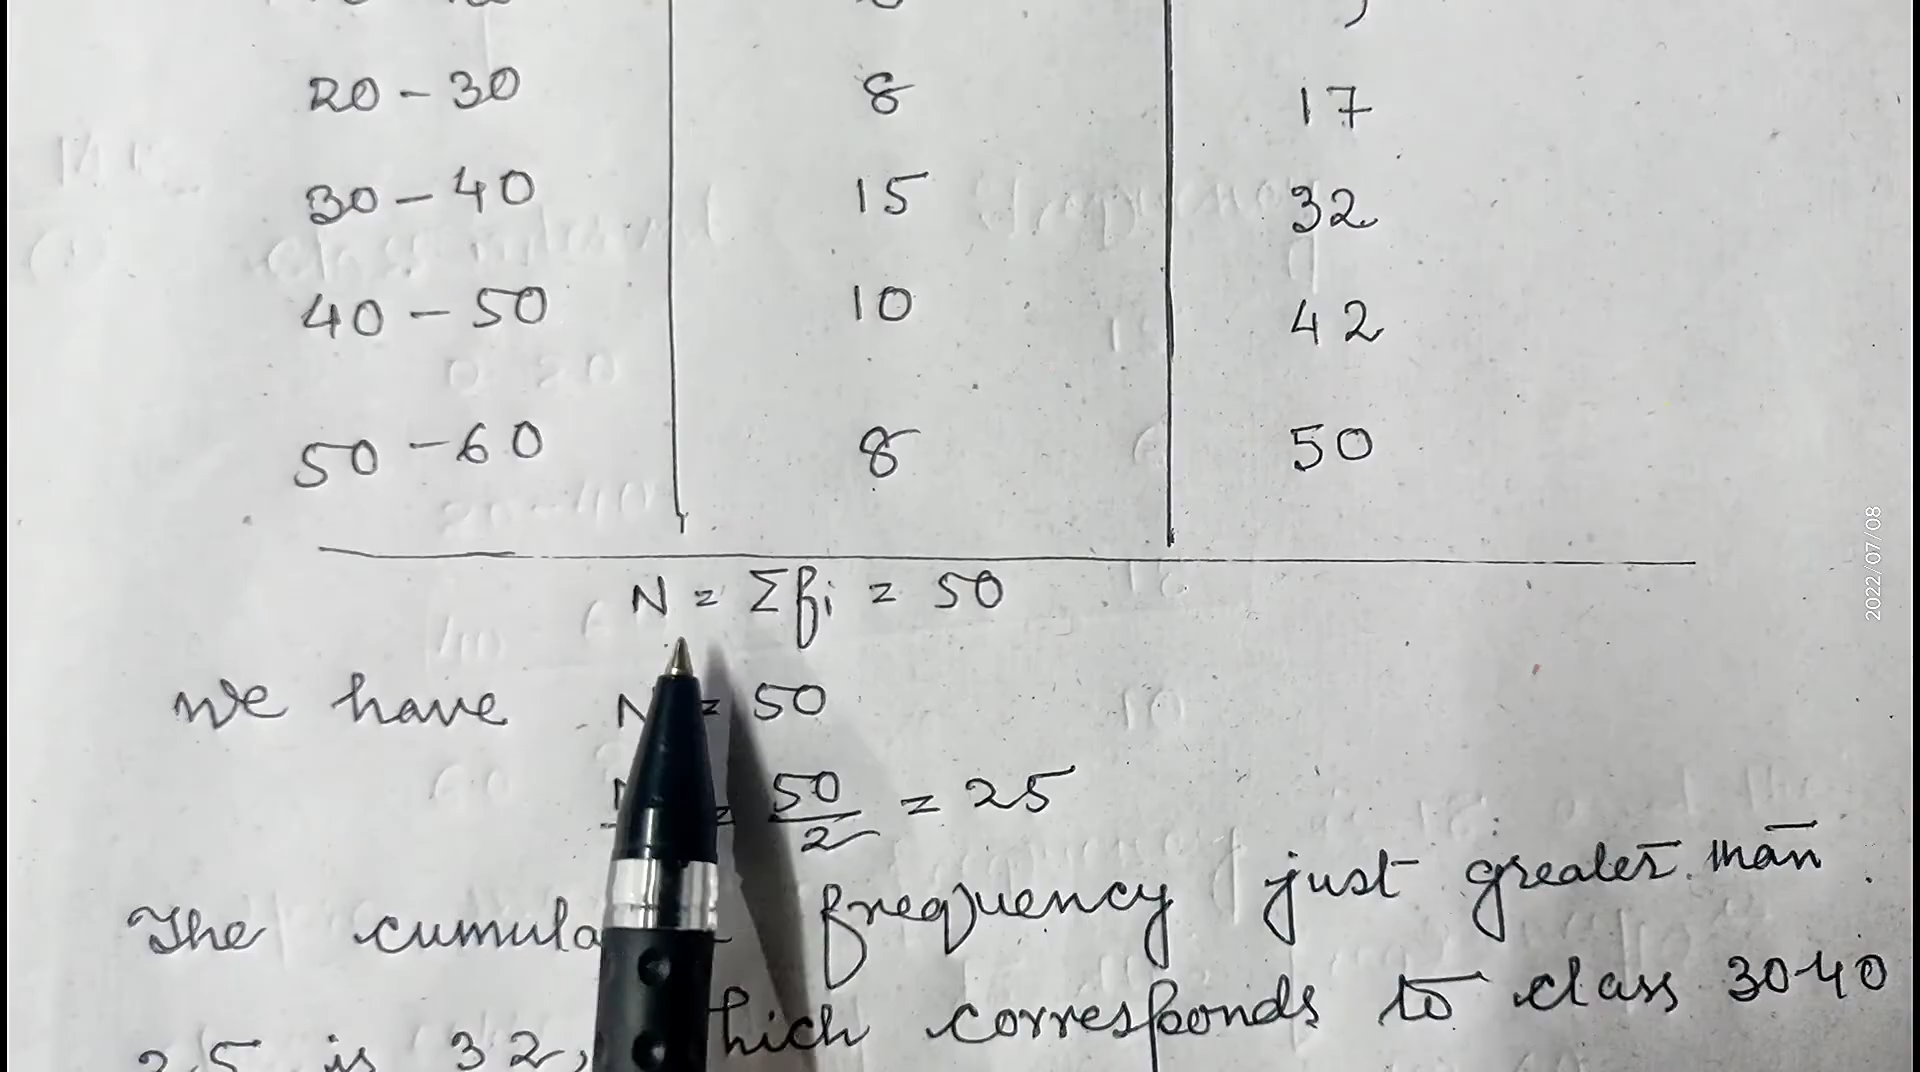 20 - 30 8 17
30 - 40 15 32
40 - 50 10 42
50 - 60 8 50
N = Σfi = 50
We have N = 50
= 50/2 = 25
The frequency just greater than
25 is 32, which corresponds to class 30-40
2022/07/08